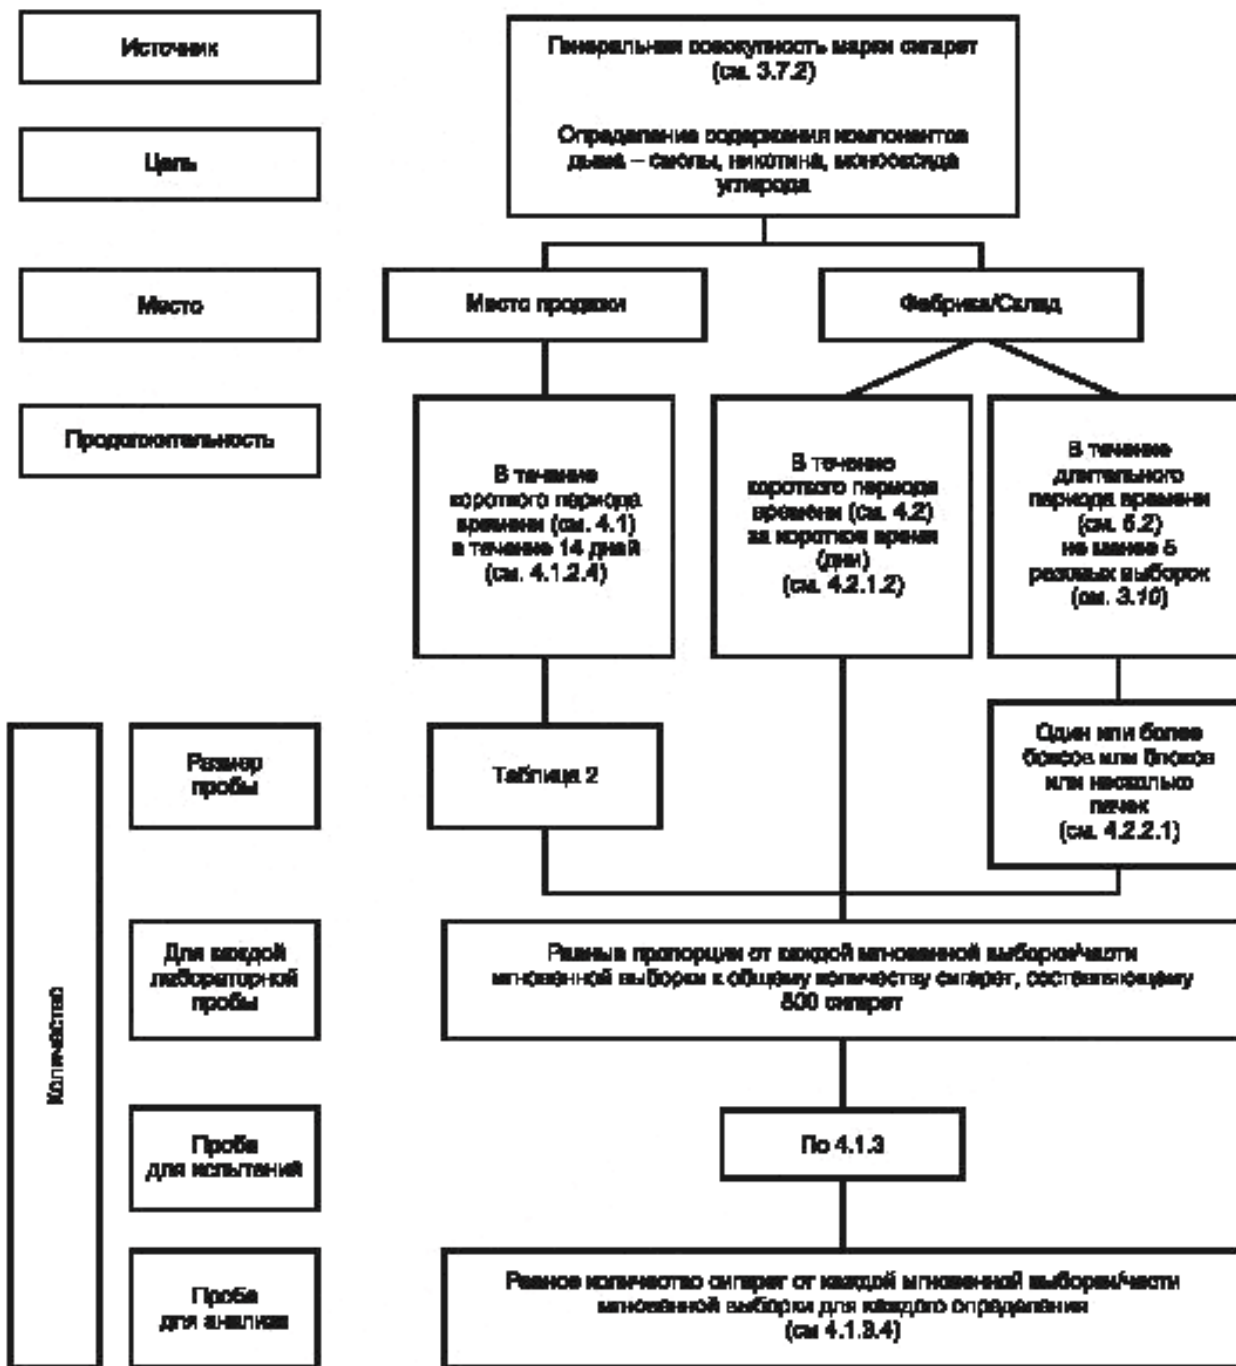 Источник
Генеральная совокупность марки сигарет
(см. 3.7.2)
Цель
Определение содержания компонентов
дыма – смолы, никотина, монооксида
углерода
Место
Место продажи
Фабрика/Склад
Продолжительность
В течение
короткого периода
времени (см. 4.1)
в течение 14 дней
(см. 4.1.2.4)
В течение
короткого периода
времени (см. 4.2)
за короткое время
(дни)
(см. 4.2.1.2)
В течение
длительного
периода времени
(см. 5.2)
не менее 5
разовых выборок
(см. 3.10)
Количество
Размер
пробы
Таблица 2
Один или более
боксов или блоков
или несколько
пачек
(см. 4.2.2.1)
Для каждой
лабораторной
пробы
Равные пропорции от каждой мгновенной выборки/части
мгновенной выборки к общему количеству сигарет, составляющему
800 сигарет
Проба
для испытаний
По 4.1.3
Проба
для анализа
Равное количество сигарет от каждой мгновенной выборки/части
мгновенной выборки для каждого определения
(см 4.1.3.4)